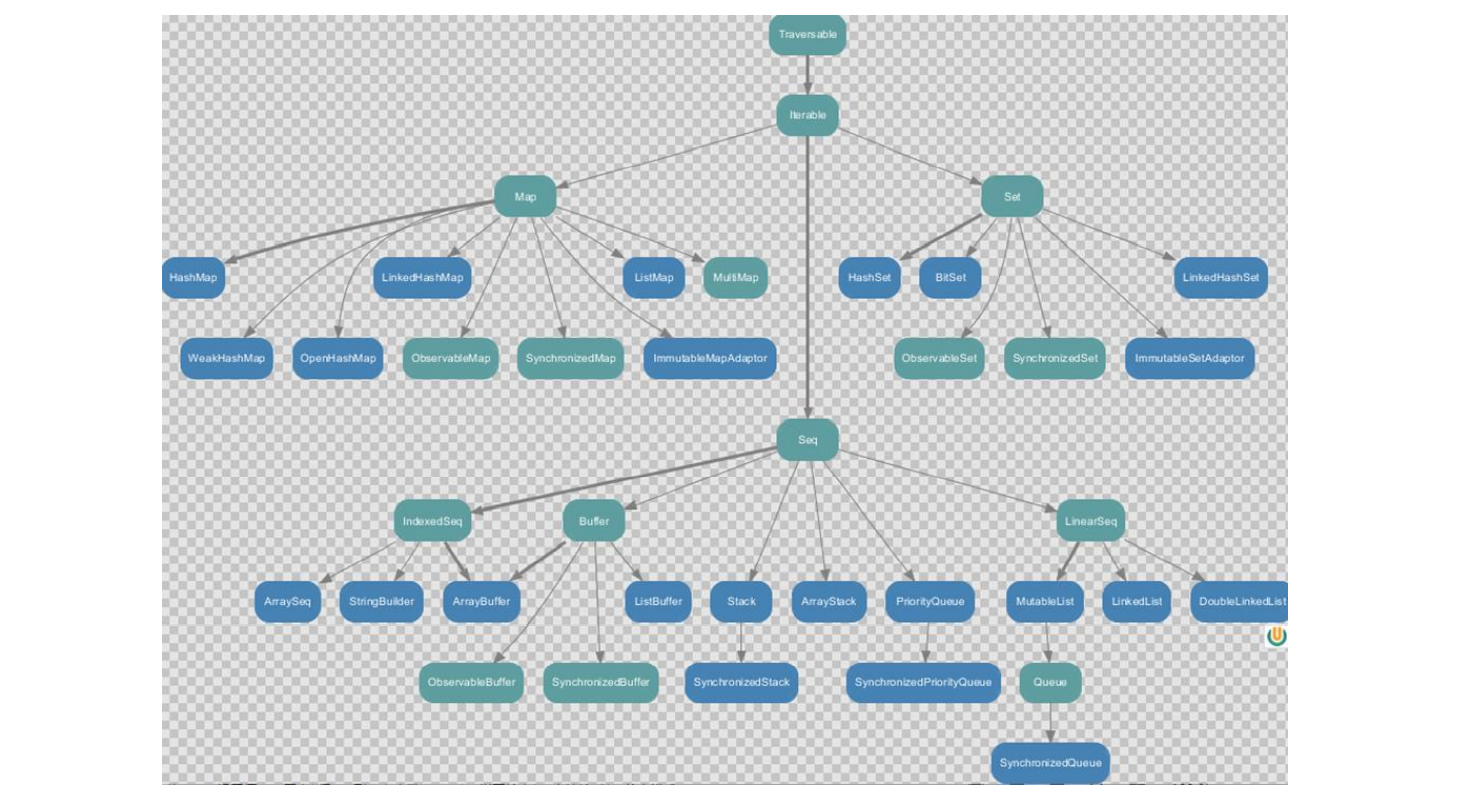 Traversable
Iterable
Map
Set
HashMap
LinkedHashMap
ListMap
MultiMap
HashSet
BitSet
LinkedHashSet
WeakHashMap
OpenHashMap
ObservableMap
SynchronizedMap
ImmutableMapAdaptor
ObservableSet
SynchronizedSet
ImmutableSetAdaptor
Seq
IndexedSeq
Buffer
LinearSeq
ArraySeq
StringBuilder
ArrayBuffer
ListBuffer
Stack
ArrayStack
PriorityQueue
MutableList
LinkedList
DoubleLinkedList
ObservableBuffer
SynchronizedBuffer
SynchronizedStack
SynchronizedPriorityQueue
Queue
SynchronizedQueue